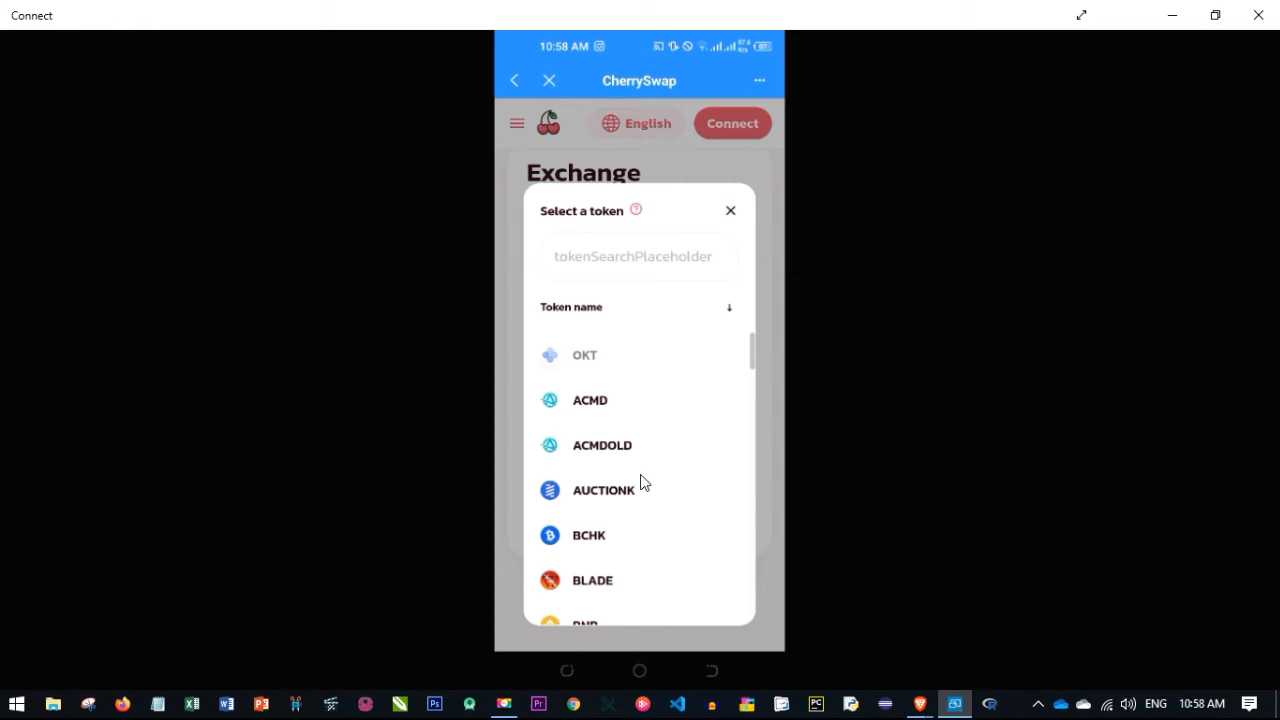 Connect
10:58 AM
CherrySwap
English
Connect
Exchange
Select a token
tokenSearchPlaceholder
Token name
OKT
ACMD
ACMDOLD
AUCTIONK
BCHK
BLADE
BNB
ENG
10:58 AM